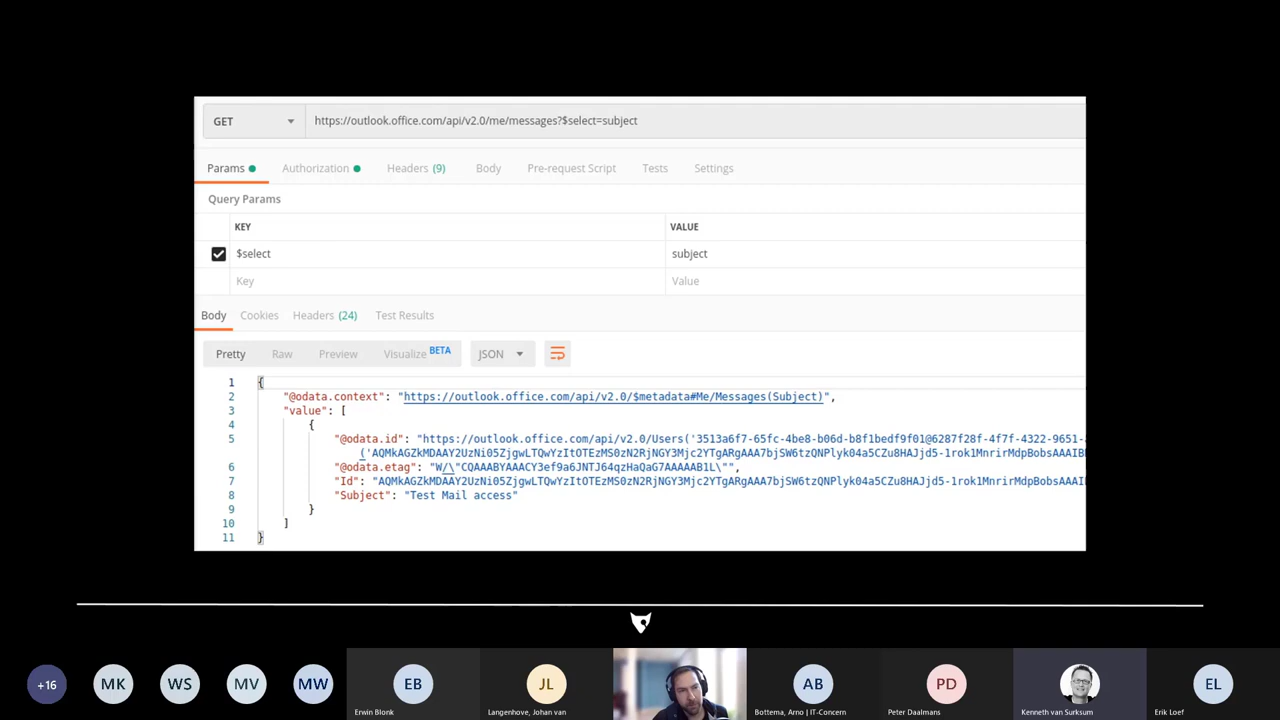 GET https://outlook.office.com/api/v2.0/me/messages?$select=subject
Params Authorization Headers (9) Body Pre-request Script Tests Settings
Query Params
KEY VALUE
$select subject
Key Value
Body Cookies Headers (24) Test Results
Pretty Raw Preview Visualize BETA JSON
1 {
2 "@odata.context": "https://outlook.office.com/api/v2.0/$metadata#Me/Messages(Subject)",
3 "value": [
4 {
5 "@odata.id": "https://outlook.office.com/api/v2.0/Users('3513a6f7-65fc-4be8-b06d-b8f1bedf9f01@6287f28f-4f7f-4322-9651-
('AQMkAGZkMDAAY2UzNi05ZjgwLTQwYzItOTEzMS0zN2RjNGY3Mjc2YTgARgAAA7bjSW6tzQNPlyk04a5CZu8HAJjd5-1rok1MnrirMdpBobsAAAIB
6 "@odata.etag": "W/\"CQAAABYAAACY3ef9a6JNTJ64qzHaQaG7AAAAAB1L\"",
7 "Id": "AQMkAGZkMDAAY2UzNi05ZjgwLTQwYzItOTEzMS0zN2RjNGY3Mjc2YTgARgAAA7bjSW6tzQNPlyk04a5CZu8HAJjd5-1rok1MnrirMdpBobsAAAI
8 "Subject": "Test Mail access"
9 }
10 ]
11 }
+16 MK WS MV MW EB JL AB PD EL
Erwin Blonk Langenhove, Johan van Bottema, Arno | IT-Concern Peter Daalmans Kenneth van Surksum Erik Loef